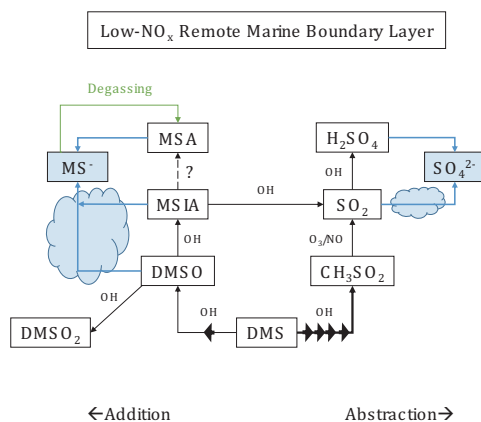 Low-NOₓ Remote Marine Boundary Layer
Degassing
MSA
H₂SO₄
MS⁻
?
OH
SO₄²⁻
MSIA
OH
SO₂
OH
O₃/NO
DMSO
CH₃SO₂
OH
OH
OH
DMSO₂
DMS
←Addition
Abstraction→